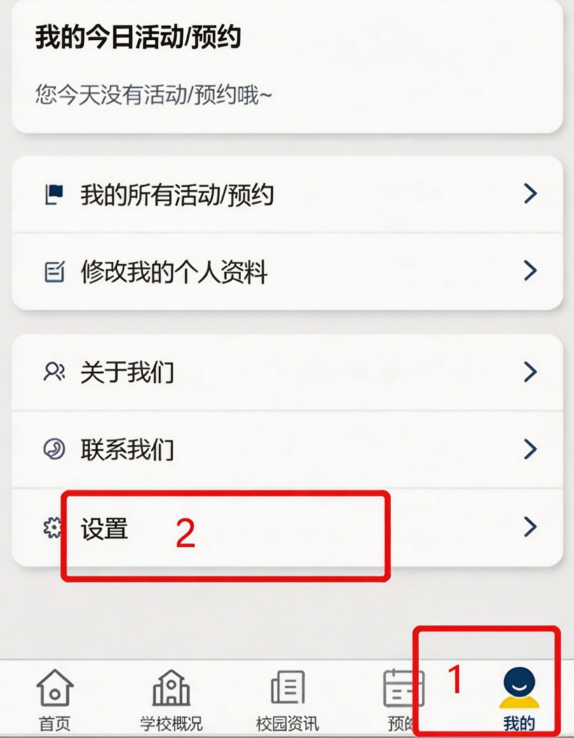 我的今日活动/预约
您今天没有活动/预约哦~
我的所有活动/预约
修改我的个人资料
关于我们
联系我们
设置 2
1
首页 学校概况 校园资讯 预约 我的